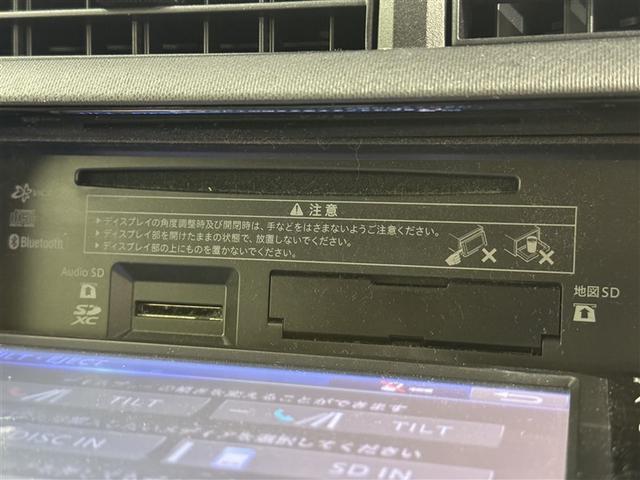 ⚠ 注意
▶ディスプレイの角度調整時及び開閉時は、手などをはさまないようご注意ください。
▶ディスプレイ部を開けたままの状態で、放置しないでください。
▶ディスプレイ部の上にものを置かないでください。
Bluetooth
Audio SD
SD XC
地図SD
TILT・EJECT
TILT
TILT
DISC IN
SD IN